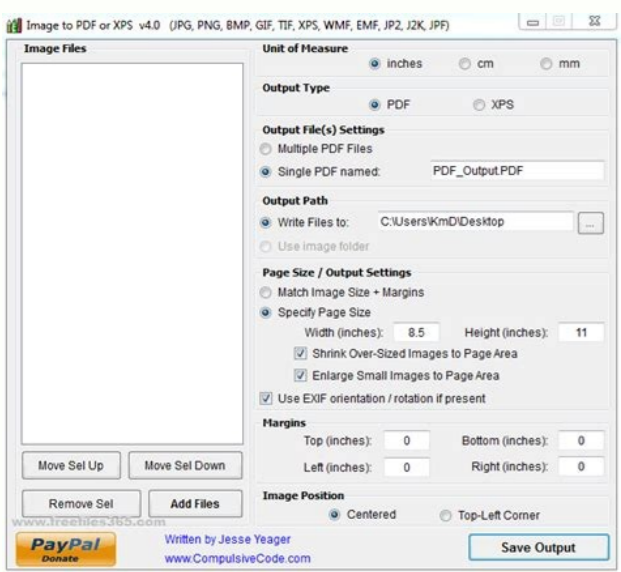 Image to PDF or XPS v4.0 (JPG, PNG, BMP, GIF, TIF, XPS, WMF, EMF, JP2, J2K, JPF)
Image Files
Unit of Measure
inches cm mm
Output Type
PDF XPS
Output File(s) Settings
Multiple PDF Files
Single PDF named: PDF_Output.PDF
Output Path
Write Files to: C:\Users\KmD\Desktop ...
Use image folder
Page Size / Output Settings
Match Image Size + Margins
Specify Page Size
Width (inches): 8.5 Height (inches): 11
Shrink Over-Sized Images to Page Area
Enlarge Small Images to Page Area
Use EXIF orientation / rotation if present
Margins
Top (inches): 0 Bottom (inches): 0
Left (inches): 0 Right (inches): 0
Image Position
Centered Top-Left Corner
Move Sel Up Move Sel Down
Remove Sel Add Files
www.freefiles365.com
PayPal
Donate
Written by Jesse Yeager
www.CompulsiveCode.com
Save Output